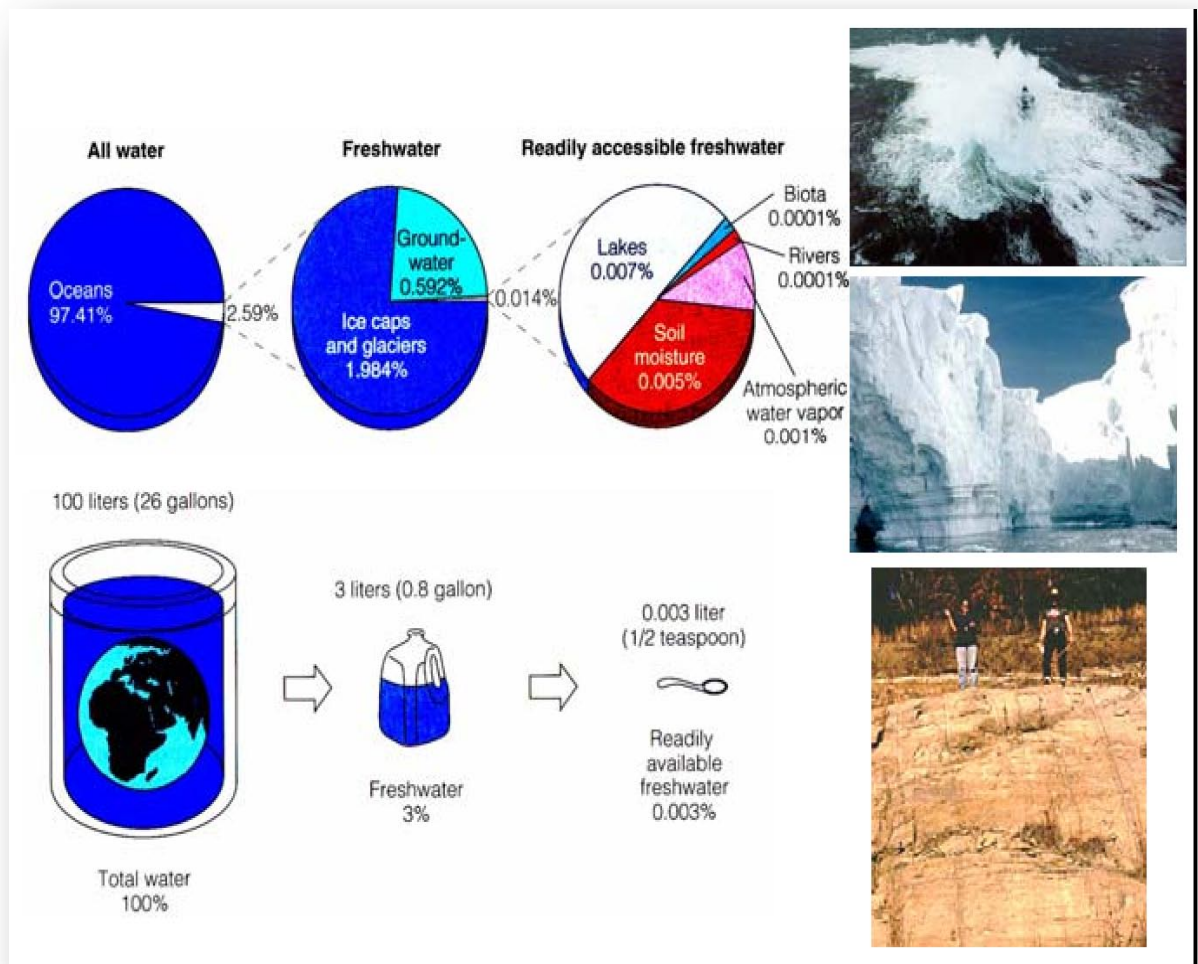 All water
Freshwater
Readily accessible freshwater
Oceans
97.41%
2.59%
Ground-
water
0.592%
Ice caps
and glaciers
1.984%
0.014%
Lakes
0.007%
Biota
0.0001%
Rivers
0.0001%
Soil
moisture
0.005%
Atmospheric
water vapor
0.001%
100 liters (26 gallons)
3 liters (0.8 gallon)
0.003 liter
(1/2 teaspoon)
Total water
100%
Freshwater
3%
Readily
available
freshwater
0.003%